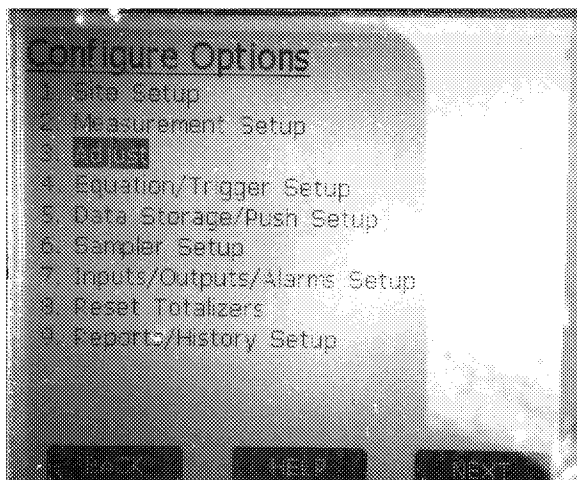 Configure Options
1. Site Setup
2. Measurement Setup
3. Adjust
4. Equation/Trigger Setup
5. Data Storage/Push Setup
6. Sampler Setup
7. Inputs/Outputs/Alarms Setup
8. Reset Totalizers
9. Reports/History Setup
BACK HELP NEXT